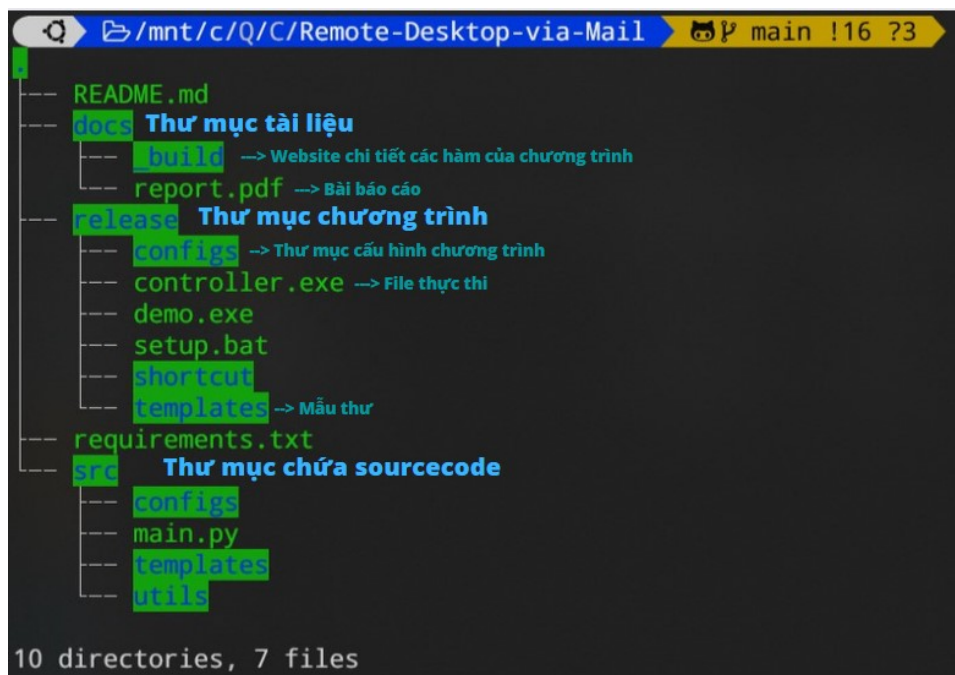 /mnt/c/Q/C/Remote-Desktop-via-Mail main !16 ?3
.
README.md
docs Thư mục tài liệu
_build ---> Website chi tiết các hàm của chương trình
report.pdf ---> Bài báo cáo
release Thư mục chương trình
configs --> Thư mục cấu hình chương trình
controller.exe ---> File thực thi
demo.exe
setup.bat
shortcut
templates --> Mẫu thư
requirements.txt
src Thư mục chứa sourcecode
configs
main.py
templates
utils
10 directories, 7 files